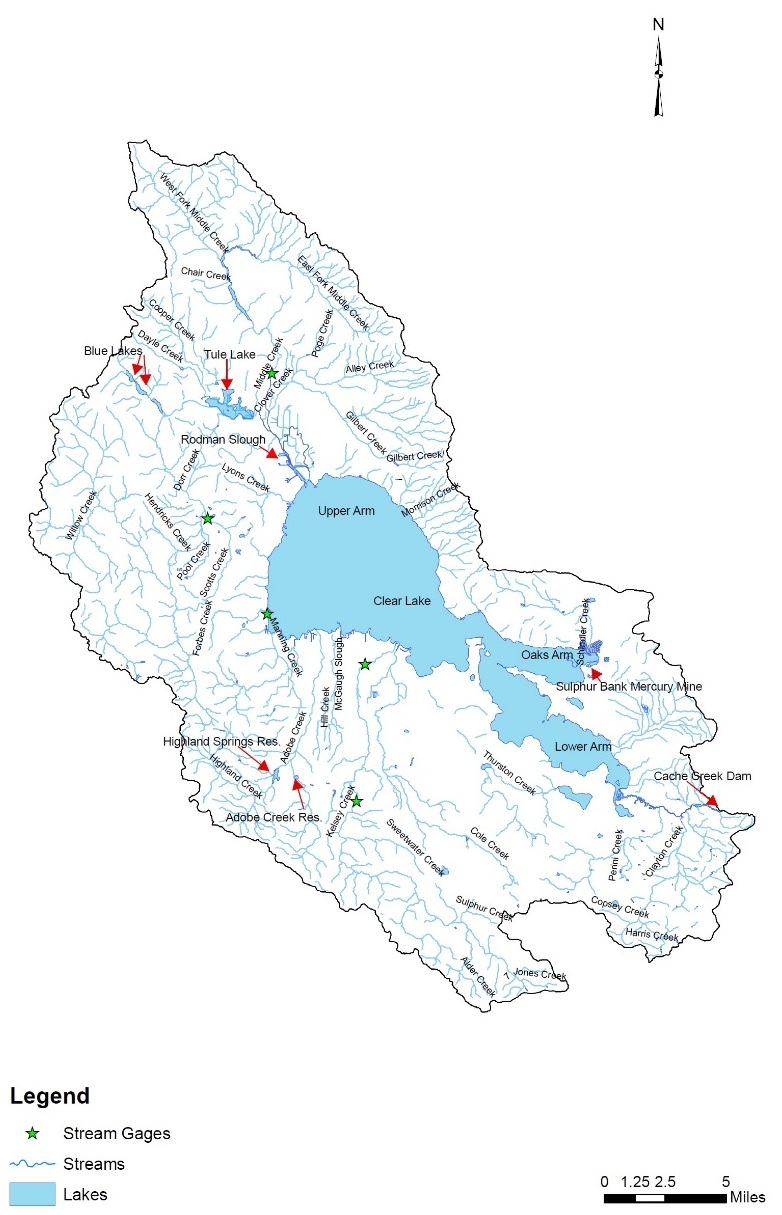 N
West Fork Middle Creek
East Fork Middle Creek
Chair Creek
Cooper Creek
Dayle Creek
Blue Lakes
Tule Lake
Middle Creek
Clover Creek
Poge Creek
Alley Creek
Gilbert Creek
Gilbert Creek
Rodman Slough
Dorr Creek
Lyons Creek
Morrison Creek
Willow Creek
Hendricks Creek
Pool Creek
Scotts Creek
Forbes Creek
Upper Arm
Clear Lake
Manning Creek
McGaugh Slough
Hill Creek
Adobe Creek
Oaks Arm
Schindler Creek
Sulphur Bank Mercury Mine
Highland Springs Res.
Highland Creek
Adobe Creek Res.
Kelsey Creek
Lower Arm
Thurston Creek
Cache Creek Dam
Sweetwater Creek
Cole Creek
Perini Creek
Clayton Creek
Sulphur Creek
Copsey Creek
Harris Creek
Alder Creek
Jones Creek
Legend
Stream Gages
Streams
Lakes
0 1.25 2.5 5
Miles